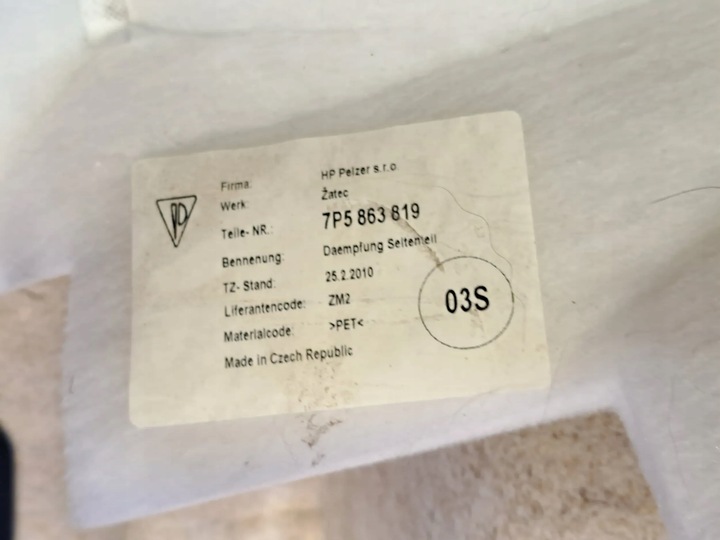 Firma: HP Pelzer s.r.o.
Werk: Žatec
Teile- NR.: 7P5 863 819
Bennenung: Daempfung Seitenteil
TZ- Stand: 25.2.2010
Liferantencode: ZM2
Materialcode: >PET<
Made in Czech Republic
03S